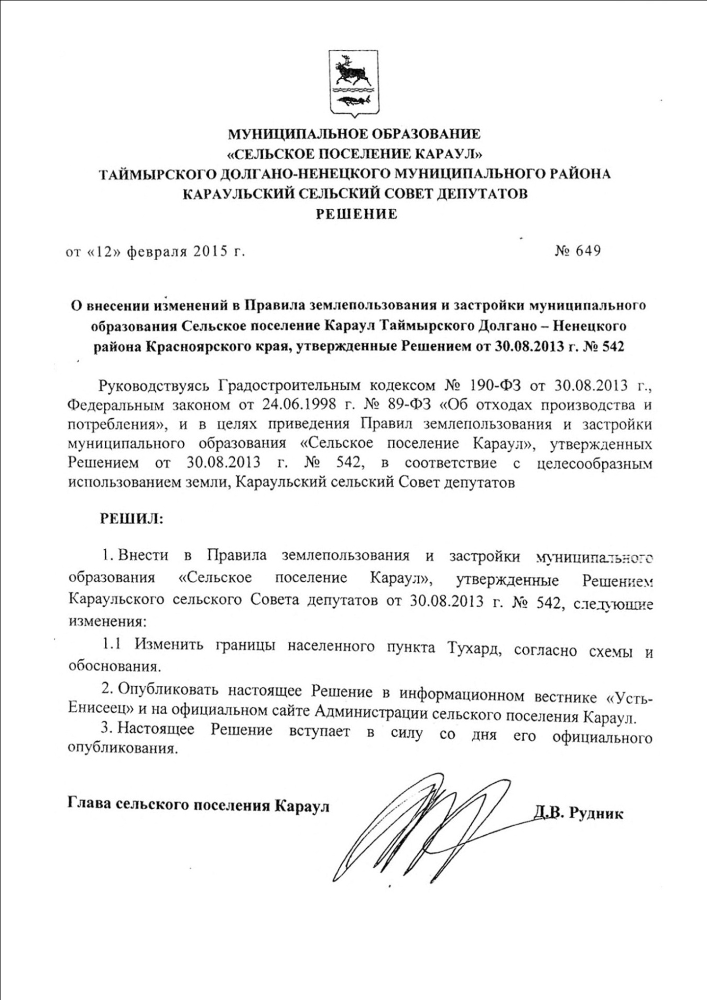 МУНИЦИПАЛЬНОЕ ОБРАЗОВАНИЕ
«СЕЛЬСКОЕ ПОСЕЛЕНИЕ КАРАУЛ»
ТАЙМЫРСКОГО ДОЛГАНО-НЕНЕЦКОГО МУНИЦИПАЛЬНОГО РАЙОНА
КАРАУЛЬСКИЙ СЕЛЬСКИЙ СОВЕТ ДЕПУТАТОВ
РЕШЕНИЕ
от «12» февраля 2015 г. № 649
О внесении изменений в Правила землепользования и застройки муниципального
образования Сельское поселение Караул Таймырского Долгано – Ненецкого
района Красноярского края, утвержденные Решением от 30.08.2013 г. № 542
Руководствуясь Градостроительным кодексом № 190-ФЗ от 30.08.2013 г.,
Федеральным законом от 24.06.1998 г. № 89-ФЗ «Об отходах производства и
потребления», и в целях приведения Правил землепользования и застройки
муниципального образования «Сельское поселение Караул», утвержденных
Решением от 30.08.2013 г. № 542, в соответствие с целесообразным
использованием земли, Караульский сельский Совет депутатов
РЕШИЛ:
1. Внести в Правила землепользования и застройки муниципального
образования «Сельское поселение Караул», утвержденные Решением
Караульского сельского Совета депутатов от 30.08.2013 г. № 542, следующие
изменения:
1.1 Изменить границы населенного пункта Тухард, согласно схемы и
обоснования.
2. Опубликовать настоящее Решение в информационном вестнике «Усть-
Енисеец» и на официальном сайте Администрации сельского поселения Караул.
3. Настоящее Решение вступает в силу со дня его официального
опубликования.
Глава сельского поселения Караул Д.В. Рудник